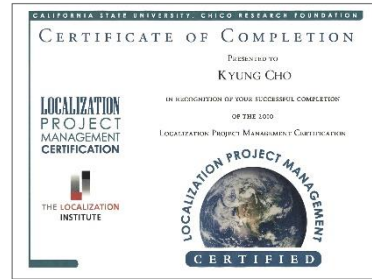 CALIFORNIA STATE UNIVERSITY, CHICO RESEARCH FOUNDATION
CERTIFICATE OF COMPLETION
PRESENTED TO
KYUNG CHO
IN RECOGNITION OF YOUR SUCCESSFUL COMPLETION
OF THE 2000
LOCALIZATION PROJECT MANAGEMENT CERTIFICATION
LOCALIZATION
PROJECT
MANAGEMENT
CERTIFICATION
THE LOCALIZATION
INSTITUTE
LOCALIZATION PROJECT MANAGEMENT
CERTIFIED